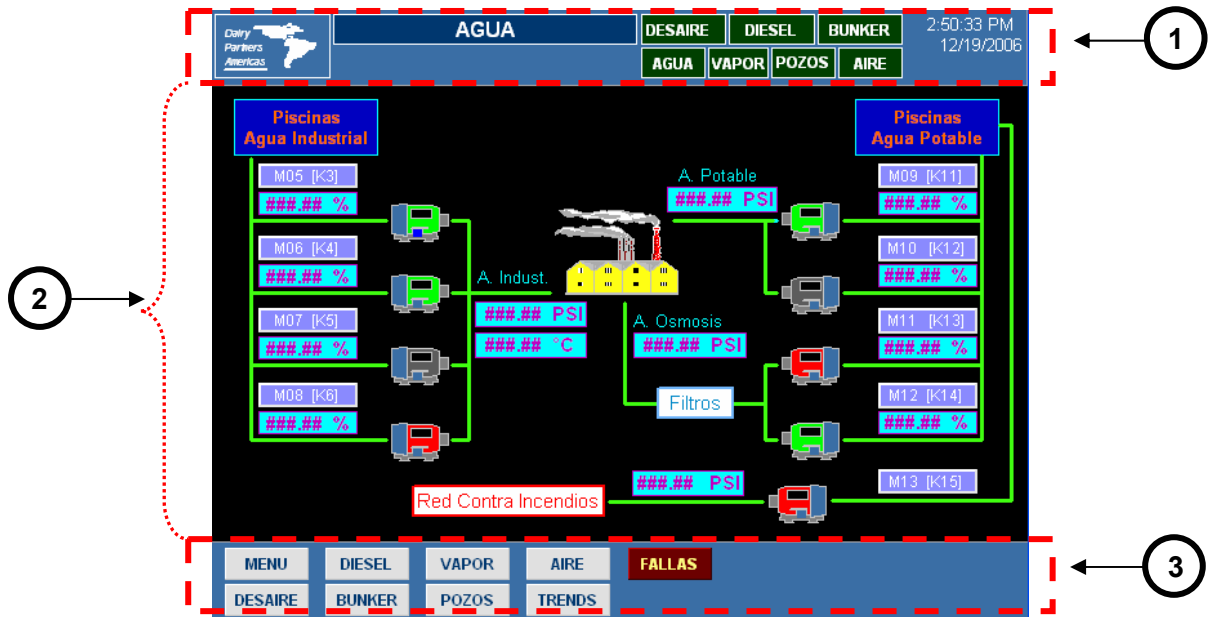 Dairy
Partners
Americas
AGUA
DESAIRE
DIESEL
BUNKER
AGUA
VAPOR
POZOS
AIRE
2:50:33 PM
12/19/2006
1
Piscinas
Agua Industrial
Piscinas
Agua Potable
M05 [K3]
###.## %
M06 [K4]
###.## %
M07 [K5]
###.## %
M08 [K6]
###.## %
A. Indust.
###.## PSI
###.## °C
A. Potable
###.## PSI
A. Osmosis
###.## PSI
Filtros
M09 [K11]
###.## %
M10 [K12]
###.## %
M11 [K13]
###.## %
M12 [K14]
###.## %
M13 [K15]
###.## PSI
Red Contra Incendios
2
MENU
DIESEL
VAPOR
AIRE
FALLAS
DESAIRE
BUNKER
POZOS
TRENDS
3